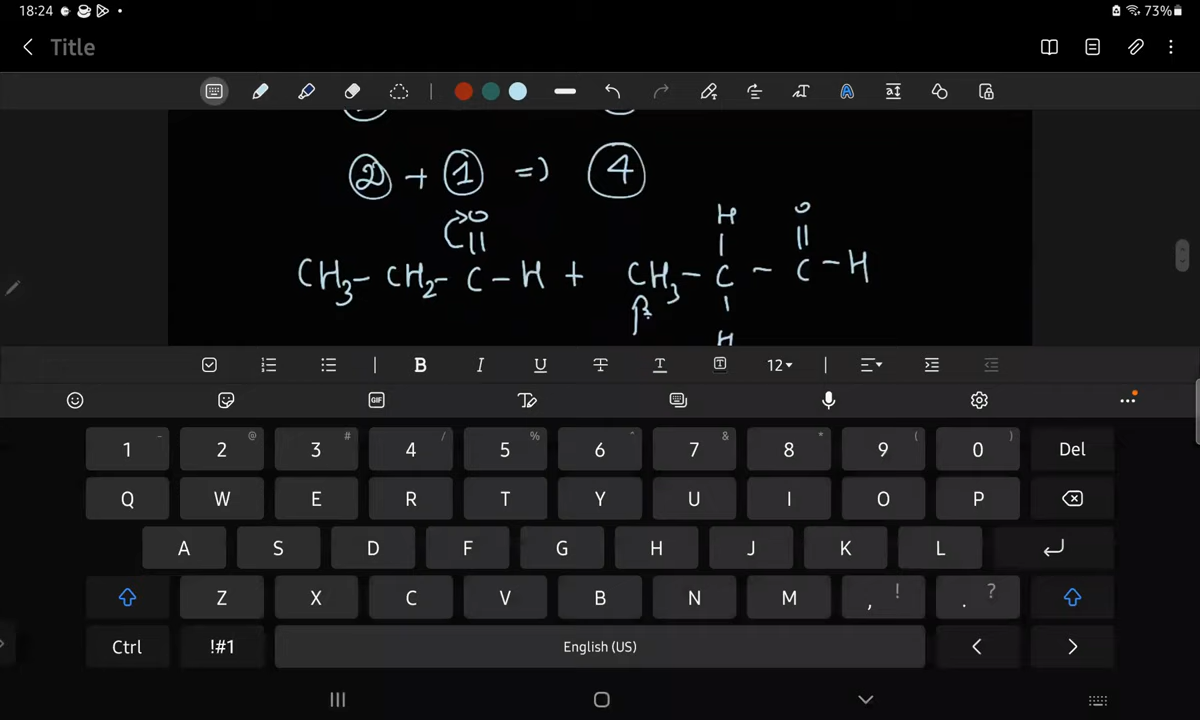 18:24 73%
Title
② + ① => ④
O H O
|| | ||
CH₃- CH₂- C - H + CH₃ - C - C - H
β |
H
B I U T T T 12
GIF
1 - 2 @ 3 # 4 / 5 % 6 ^ 7 & 8 * 9 ( 0 ) Del
Q W E R T Y U I O P
A S D F G H J K L
Z X C V B N M , ! . ?
Ctrl !#1 English (US) < >